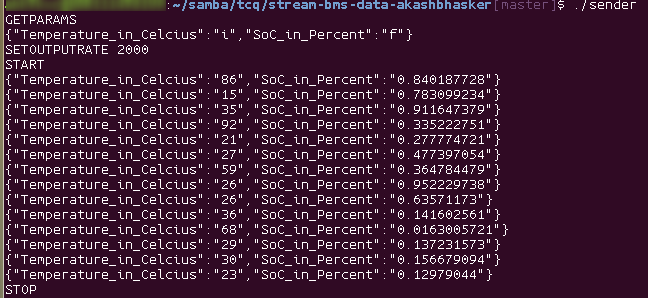 :~/samba/tcq/stream-bms-data-akashbhasker[master]$ ./sender
GETPARAMS
{"Temperature_in_Celcius":"i","SoC_in_Percent":"f"}
SETOUTPUTRATE 2000
START
{"Temperature_in_Celcius":"86","SoC_in_Percent":"0.840187728"}
{"Temperature_in_Celcius":"15","SoC_in_Percent":"0.783099234"}
{"Temperature_in_Celcius":"35","SoC_in_Percent":"0.911647379"}
{"Temperature_in_Celcius":"92","SoC_in_Percent":"0.335222751"}
{"Temperature_in_Celcius":"21","SoC_in_Percent":"0.277774721"}
{"Temperature_in_Celcius":"27","SoC_in_Percent":"0.477397054"}
{"Temperature_in_Celcius":"59","SoC_in_Percent":"0.364784479"}
{"Temperature_in_Celcius":"26","SoC_in_Percent":"0.952229738"}
{"Temperature_in_Celcius":"26","SoC_in_Percent":"0.63571173"}
{"Temperature_in_Celcius":"36","SoC_in_Percent":"0.141602561"}
{"Temperature_in_Celcius":"68","SoC_in_Percent":"0.0163005721"}
{"Temperature_in_Celcius":"29","SoC_in_Percent":"0.137231573"}
{"Temperature_in_Celcius":"30","SoC_in_Percent":"0.156679094"}
{"Temperature_in_Celcius":"23","SoC_in_Percent":"0.12979044"}
STOP